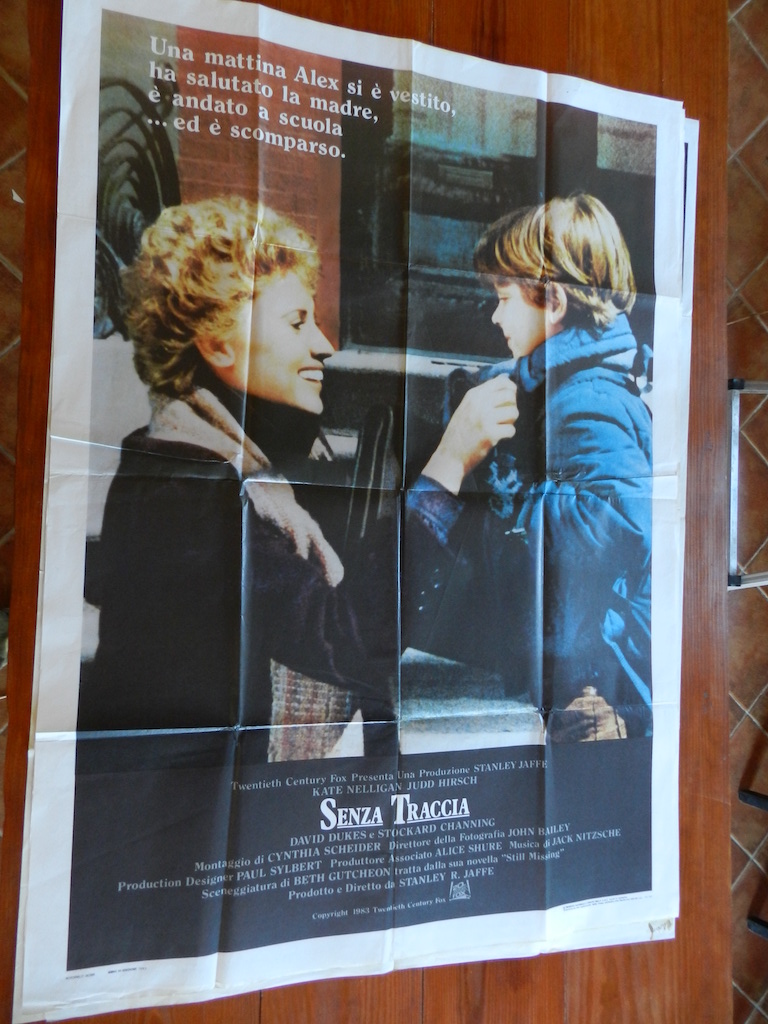 Una mattina Alex si è vestito,
ha salutato la madre,
è andato a scuola
... ed è scomparso.
Twentieth Century Fox Presenta Una Produzione STANLEY JAFFE
KATE NELLIGAN JUDD HIRSCH
SENZA TRACCIA
DAVID DUKES e STOCKARD CHANNING
Montaggio di CYNTHIA SCHEIDER Direttore della Fotografia JOHN BAILEY
Production Designer PAUL SYLBERT Produttore Associato ALICE SHURE Musica di JACK NITZSCHE
Sceneggiatura di BETH GUTCHEON tratta dalla sua novella "Still Missing"
Prodotto e Diretto da STANLEY R. JAFFE
Copyright 1983 Twentieth Century Fox